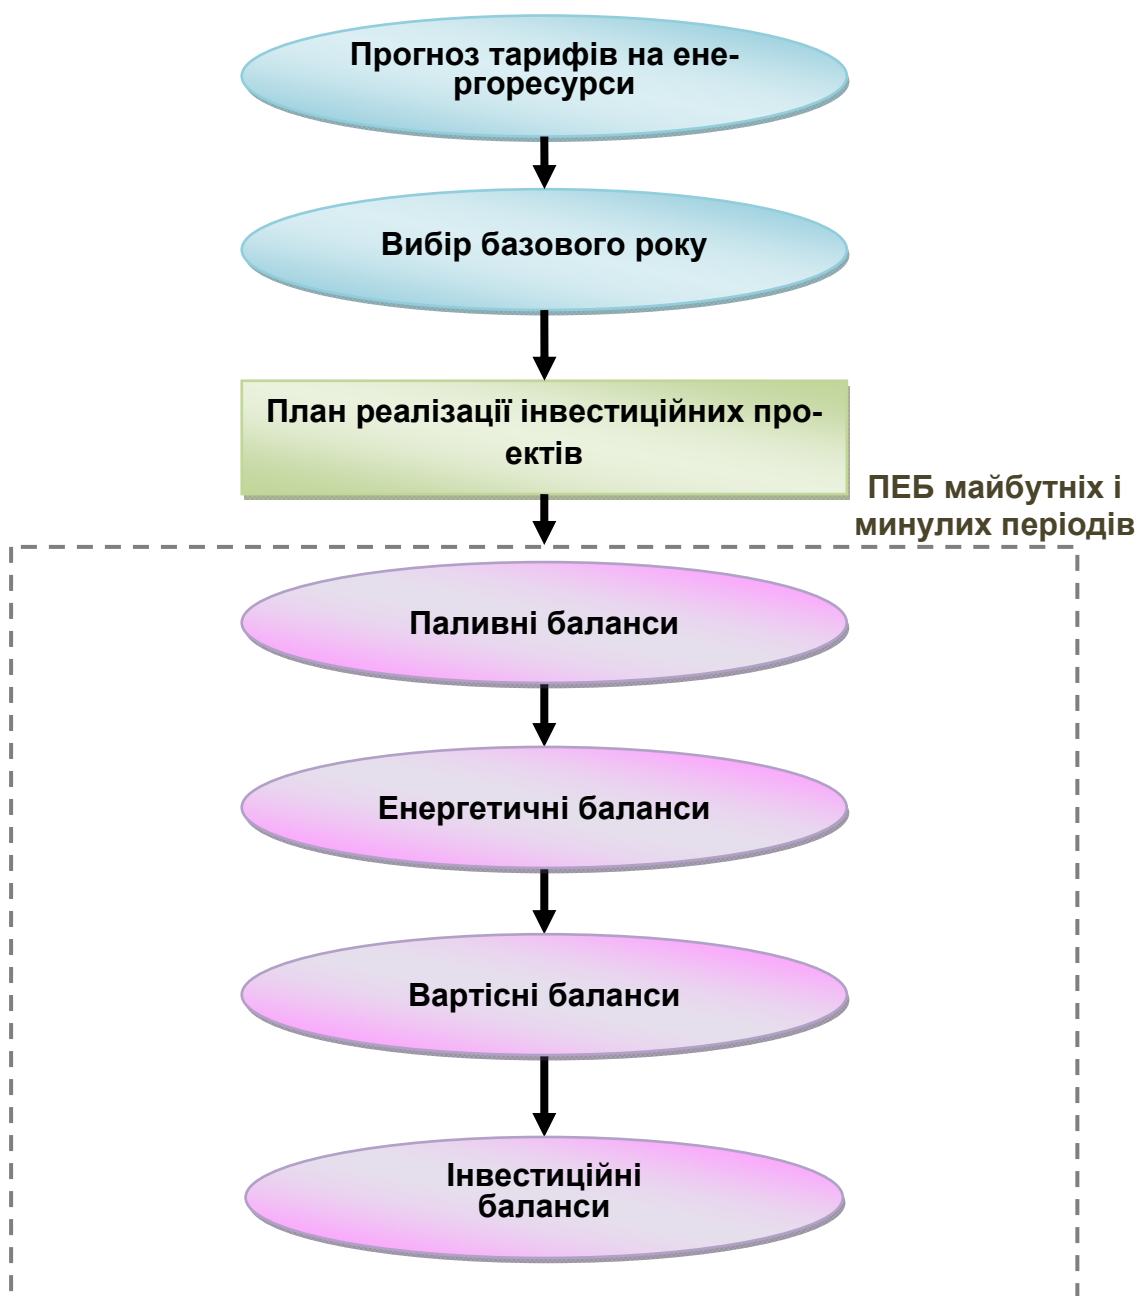 Прогноз тарифів на ене-
ргоресурси
Вибір базового року
План реалізації інвестиційних про-
ектів
ПЕБ майбутніх і
минулих періодів
Паливні баланси
Енергетичні баланси
Вартісні баланси
Інвестиційні
баланси